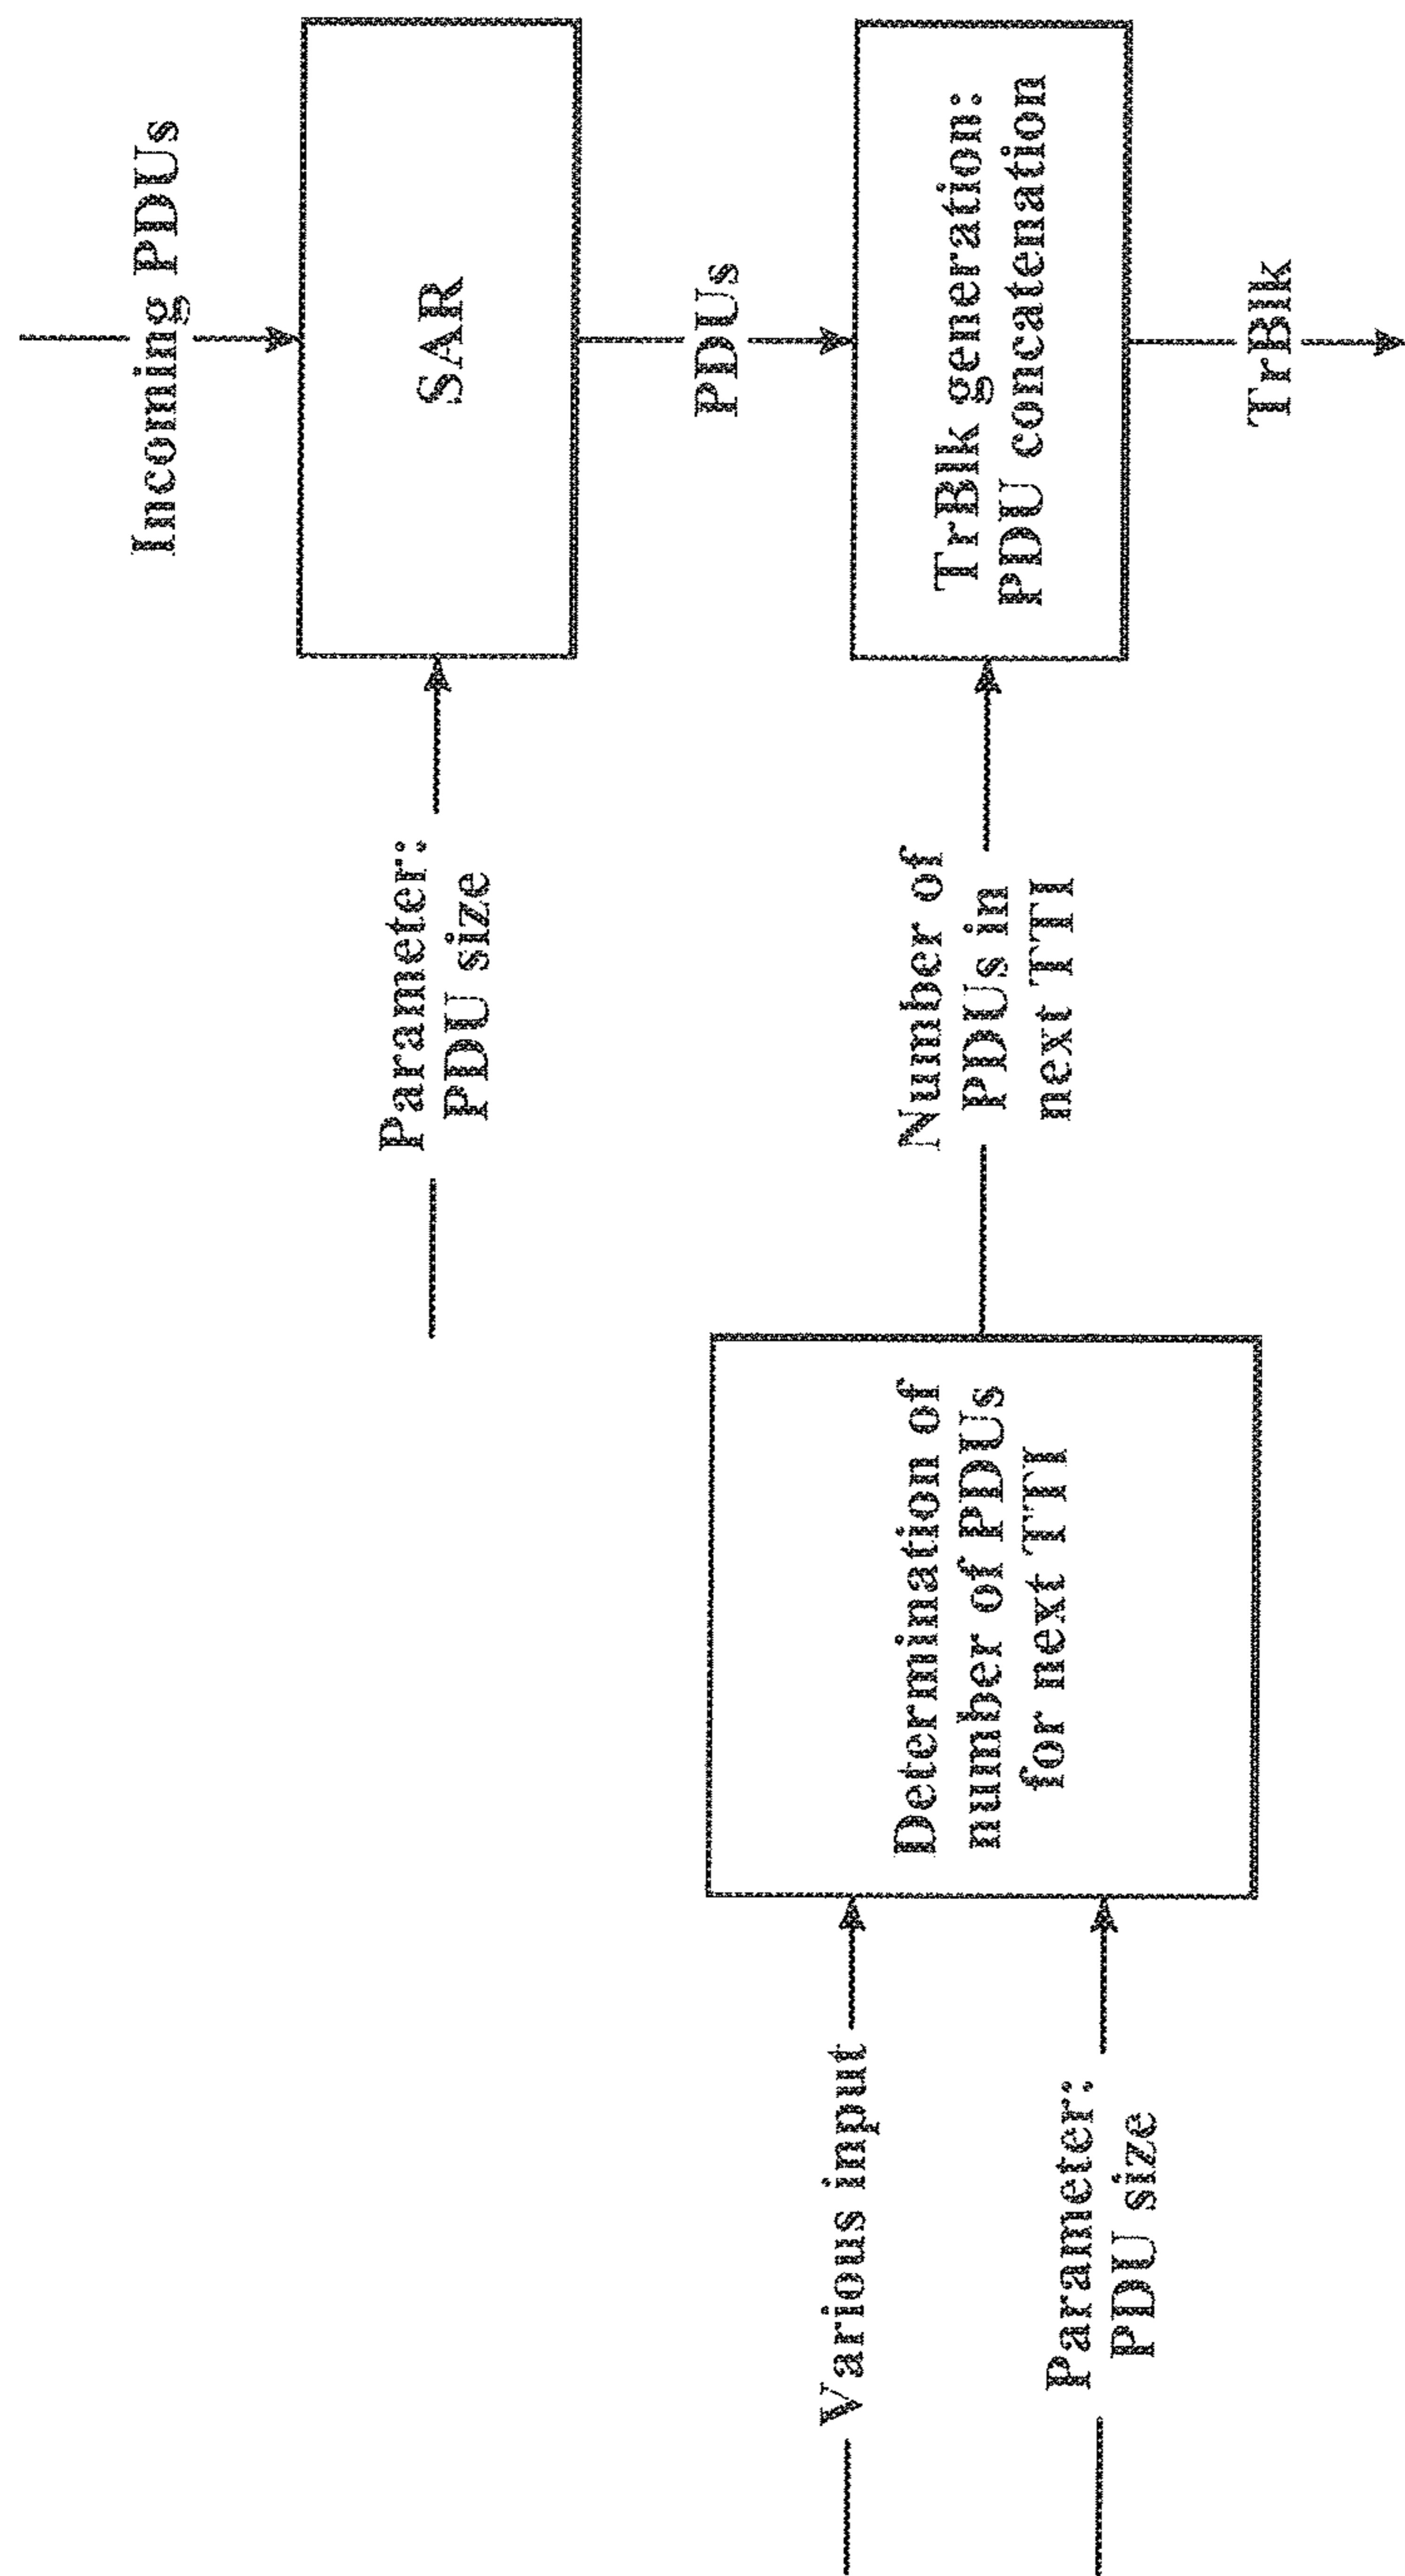 Incoming PDUs
SAR
Parameter:
PDU size
PDUs
TrBlk generation:
PDU concatenation
Number of
PDUs in
next TTI
Determination of
number of PDUs
for next TTI
Various input
Parameter:
PDU size
TrBlk